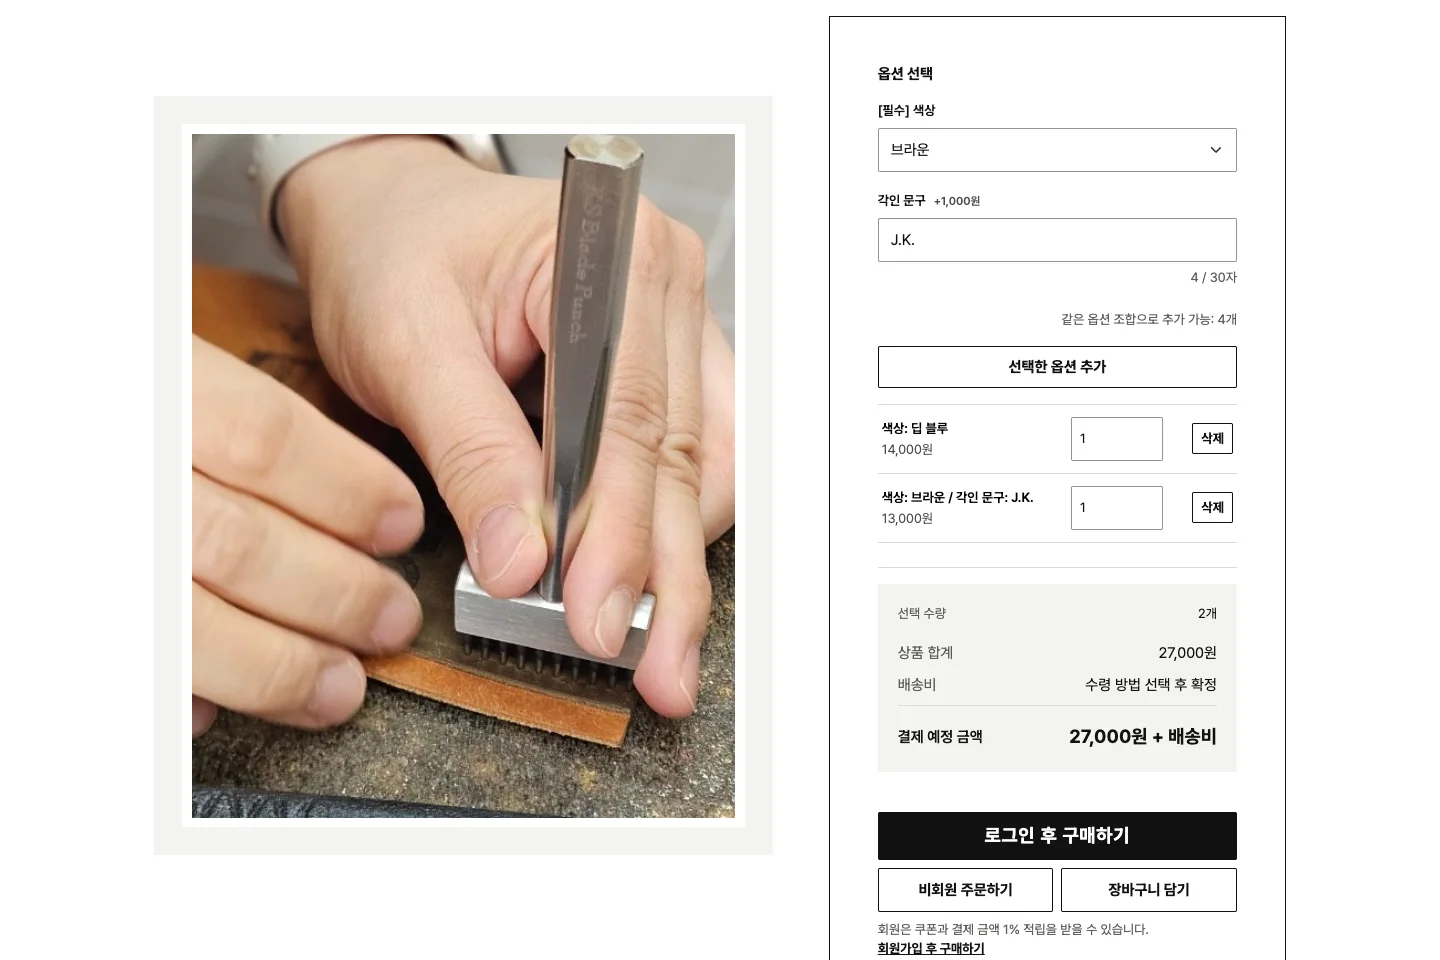 KS Blade Punch
옵션 선택
[필수] 색상
브라운
각인 문구 +1,000원
J.K.
4 / 30자
같은 옵션 조합으로 추가 가능: 4개
선택한 옵션 추가
색상: 딥 블루
14,000원
1
삭제
색상: 브라운 / 각인 문구: J.K.
13,000원
1
삭제
선택 수량 2개
상품 합계 27,000원
배송비 수령 방법 선택 후 확정
결제 예정 금액 27,000원 + 배송비
로그인 후 구매하기
비회원 주문하기
장바구니 담기
회원은 쿠폰과 결제 금액 1% 적립을 받을 수 있습니다.
회원가입 후 구매하기